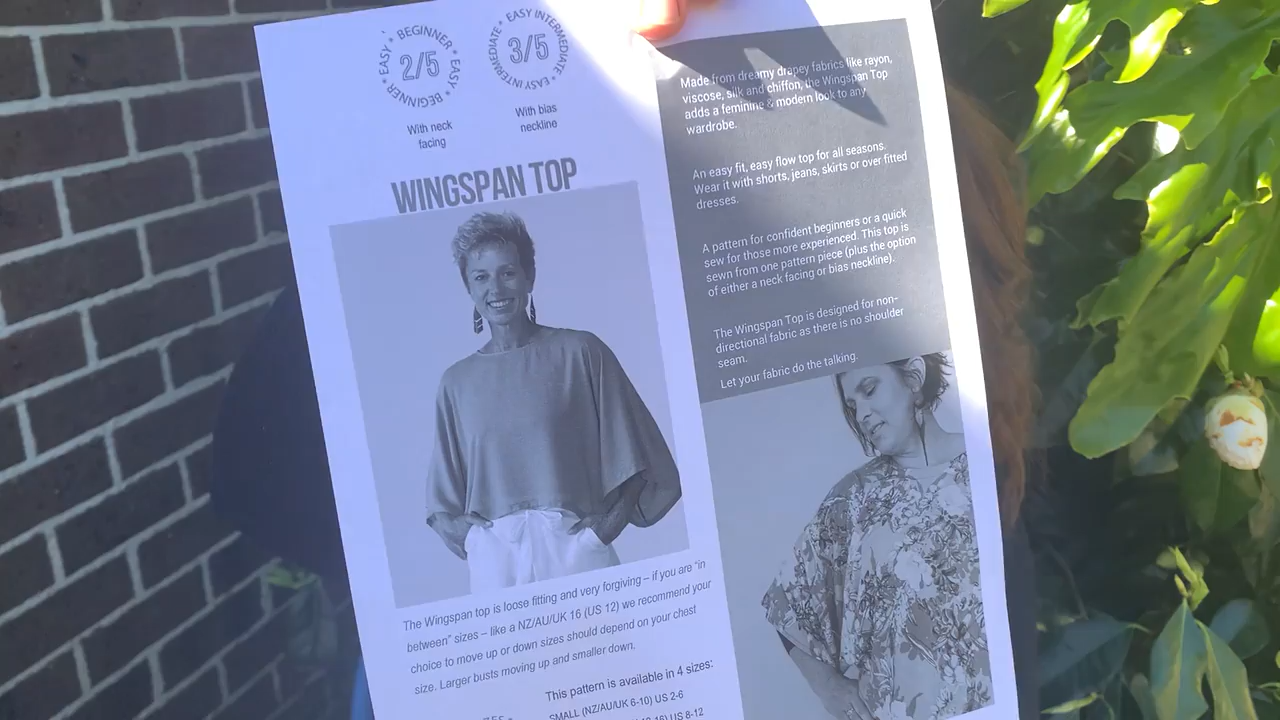 * BEGINNER * EASY * BEGINNER * EASY
2/5
With neck
facing
EASY INTERMEDIATE * EASY INTERMEDIATE *
3/5
With bias
neckline
WINGSPAN TOP
The Wingspan top is loose fitting and very forgiving – if you are "in
between" sizes – like a NZ/AU/UK 16 (US 12) we recommend your
choice to move up or down sizes should depend on your chest
size. Larger busts moving up and smaller down.
This pattern is available in 4 sizes:
SMALL (NZ/AU/UK 6-10) US 2-6
US 8-12
Made from dreamy drapey fabrics like rayon,
viscose, silk and chiffon, the Wingspan Top
adds a feminine & modern look to any
wardrobe.
An easy fit, easy flow top for all seasons.
Wear it with shorts, jeans, skirts or over fitted
dresses.
A pattern for confident beginners or a quick
sew for those more experienced. This top is
sewn from one pattern piece (plus the option
of either a neck facing or bias neckline).
The Wingspan Top is designed for non-
directional fabric as there is no shoulder
seam.
Let your fabric do the talking.